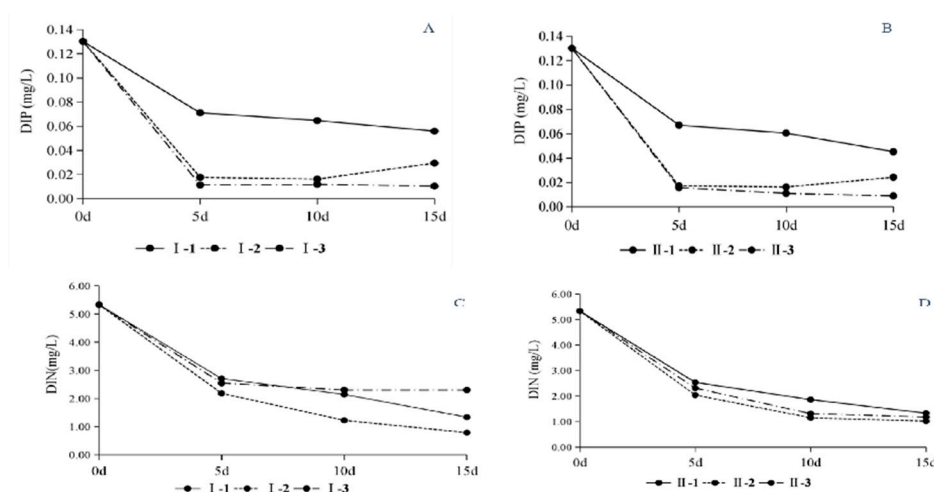 A
0.14
0.12
0.10
0.08
0.06
0.04
0.02
0.00
DIP (mg/L)
0d 5d 10d 15d
I-1 I-2 I-3
B
0.14
0.12
0.10
0.08
0.06
0.04
0.02
0.00
DIP (mg/L)
0d 5d 10d 15d
II-1 II-2 II-3
C
6.00
5.00
4.00
3.00
2.00
1.00
0.00
DIN(mg/L)
0d 5d 10d 15d
I-1 I-2 I-3
D
6.00
5.00
4.00
3.00
2.00
1.00
0.00
DIN (mg/L)
0d 5d 10d 15d
II-1 II-2 II-3